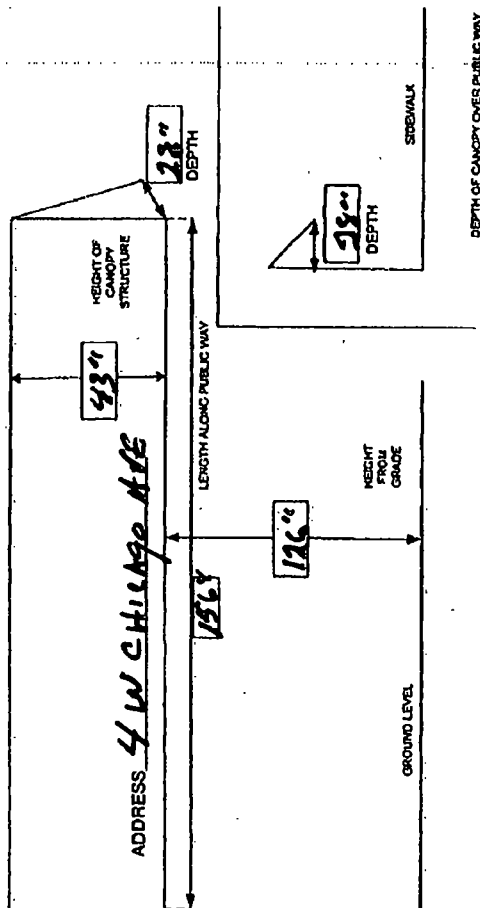 ADDRESS 4 W CHICAGO AVE
43"
HEIGHT OF
CANOPY
STRUCTURE
28"
DEPTH
LENGTH ALONG PUBLIC WAY
156"
126"
HEIGHT
FROM
GRADE
GROUND LEVEL
28"
DEPTH
SIDEWALK
DEPTH OF CANOPY OVER PUBLIC WAY